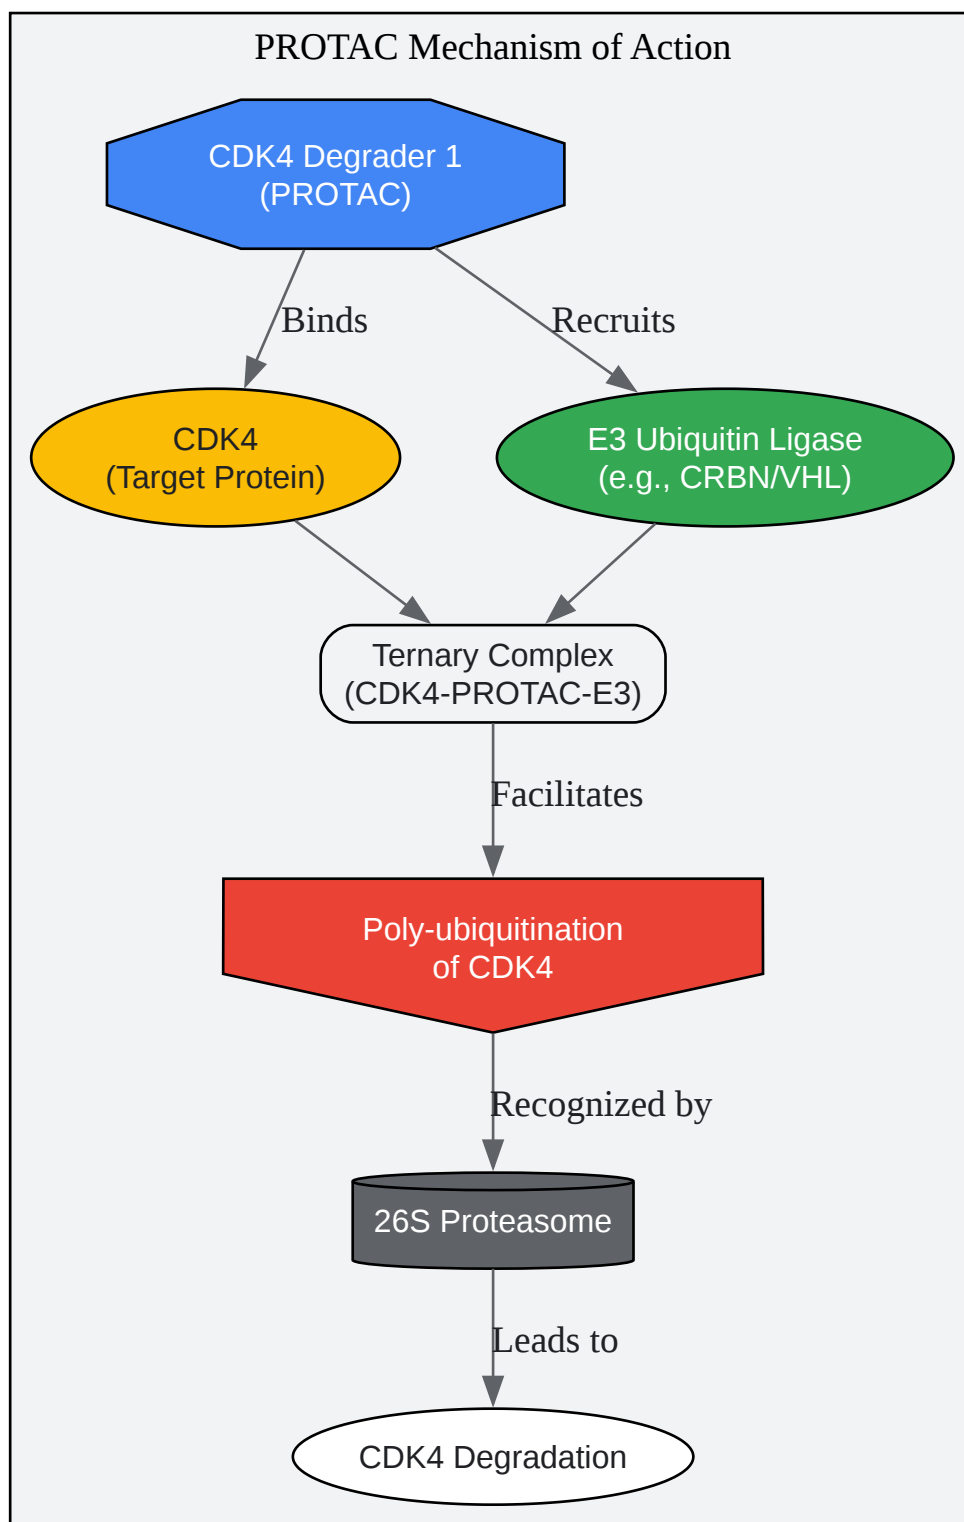 PROTAC Mechanism of Action
CDK4 Degrader 1
(PROTAC)
Binds
Recruits
CDK4
(Target Protein)
E3 Ubiquitin Ligase
(e.g., CRBN/VHL)
Ternary Complex
(CDK4-PROTAC-E3)
Facilitates
Poly-ubiquitination
of CDK4
Recognized by
26S Proteasome
Leads to
CDK4 Degradation